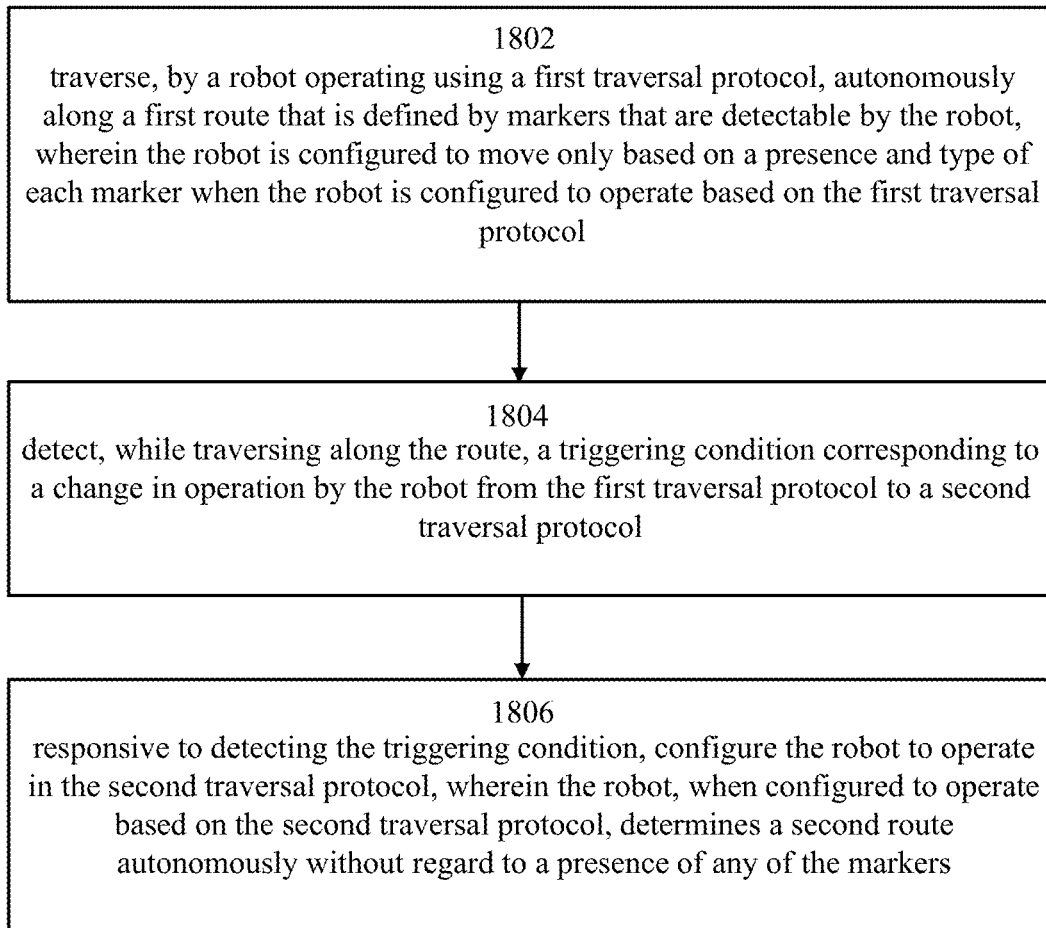 1802
traverse, by a robot operating using a first traversal protocol, autonomously
along a first route that is defined by markers that are detectable by the robot,
wherein the robot is configured to move only based on a presence and type of
each marker when the robot is configured to operate based on the first traversal
protocol
1804
detect, while traversing along the route, a triggering condition corresponding to
a change in operation by the robot from the first traversal protocol to a second
traversal protocol
1806
responsive to detecting the triggering condition, configure the robot to operate
in the second traversal protocol, wherein the robot, when configured to operate
based on the second traversal protocol, determines a second route
autonomously without regard to a presence of any of the markers